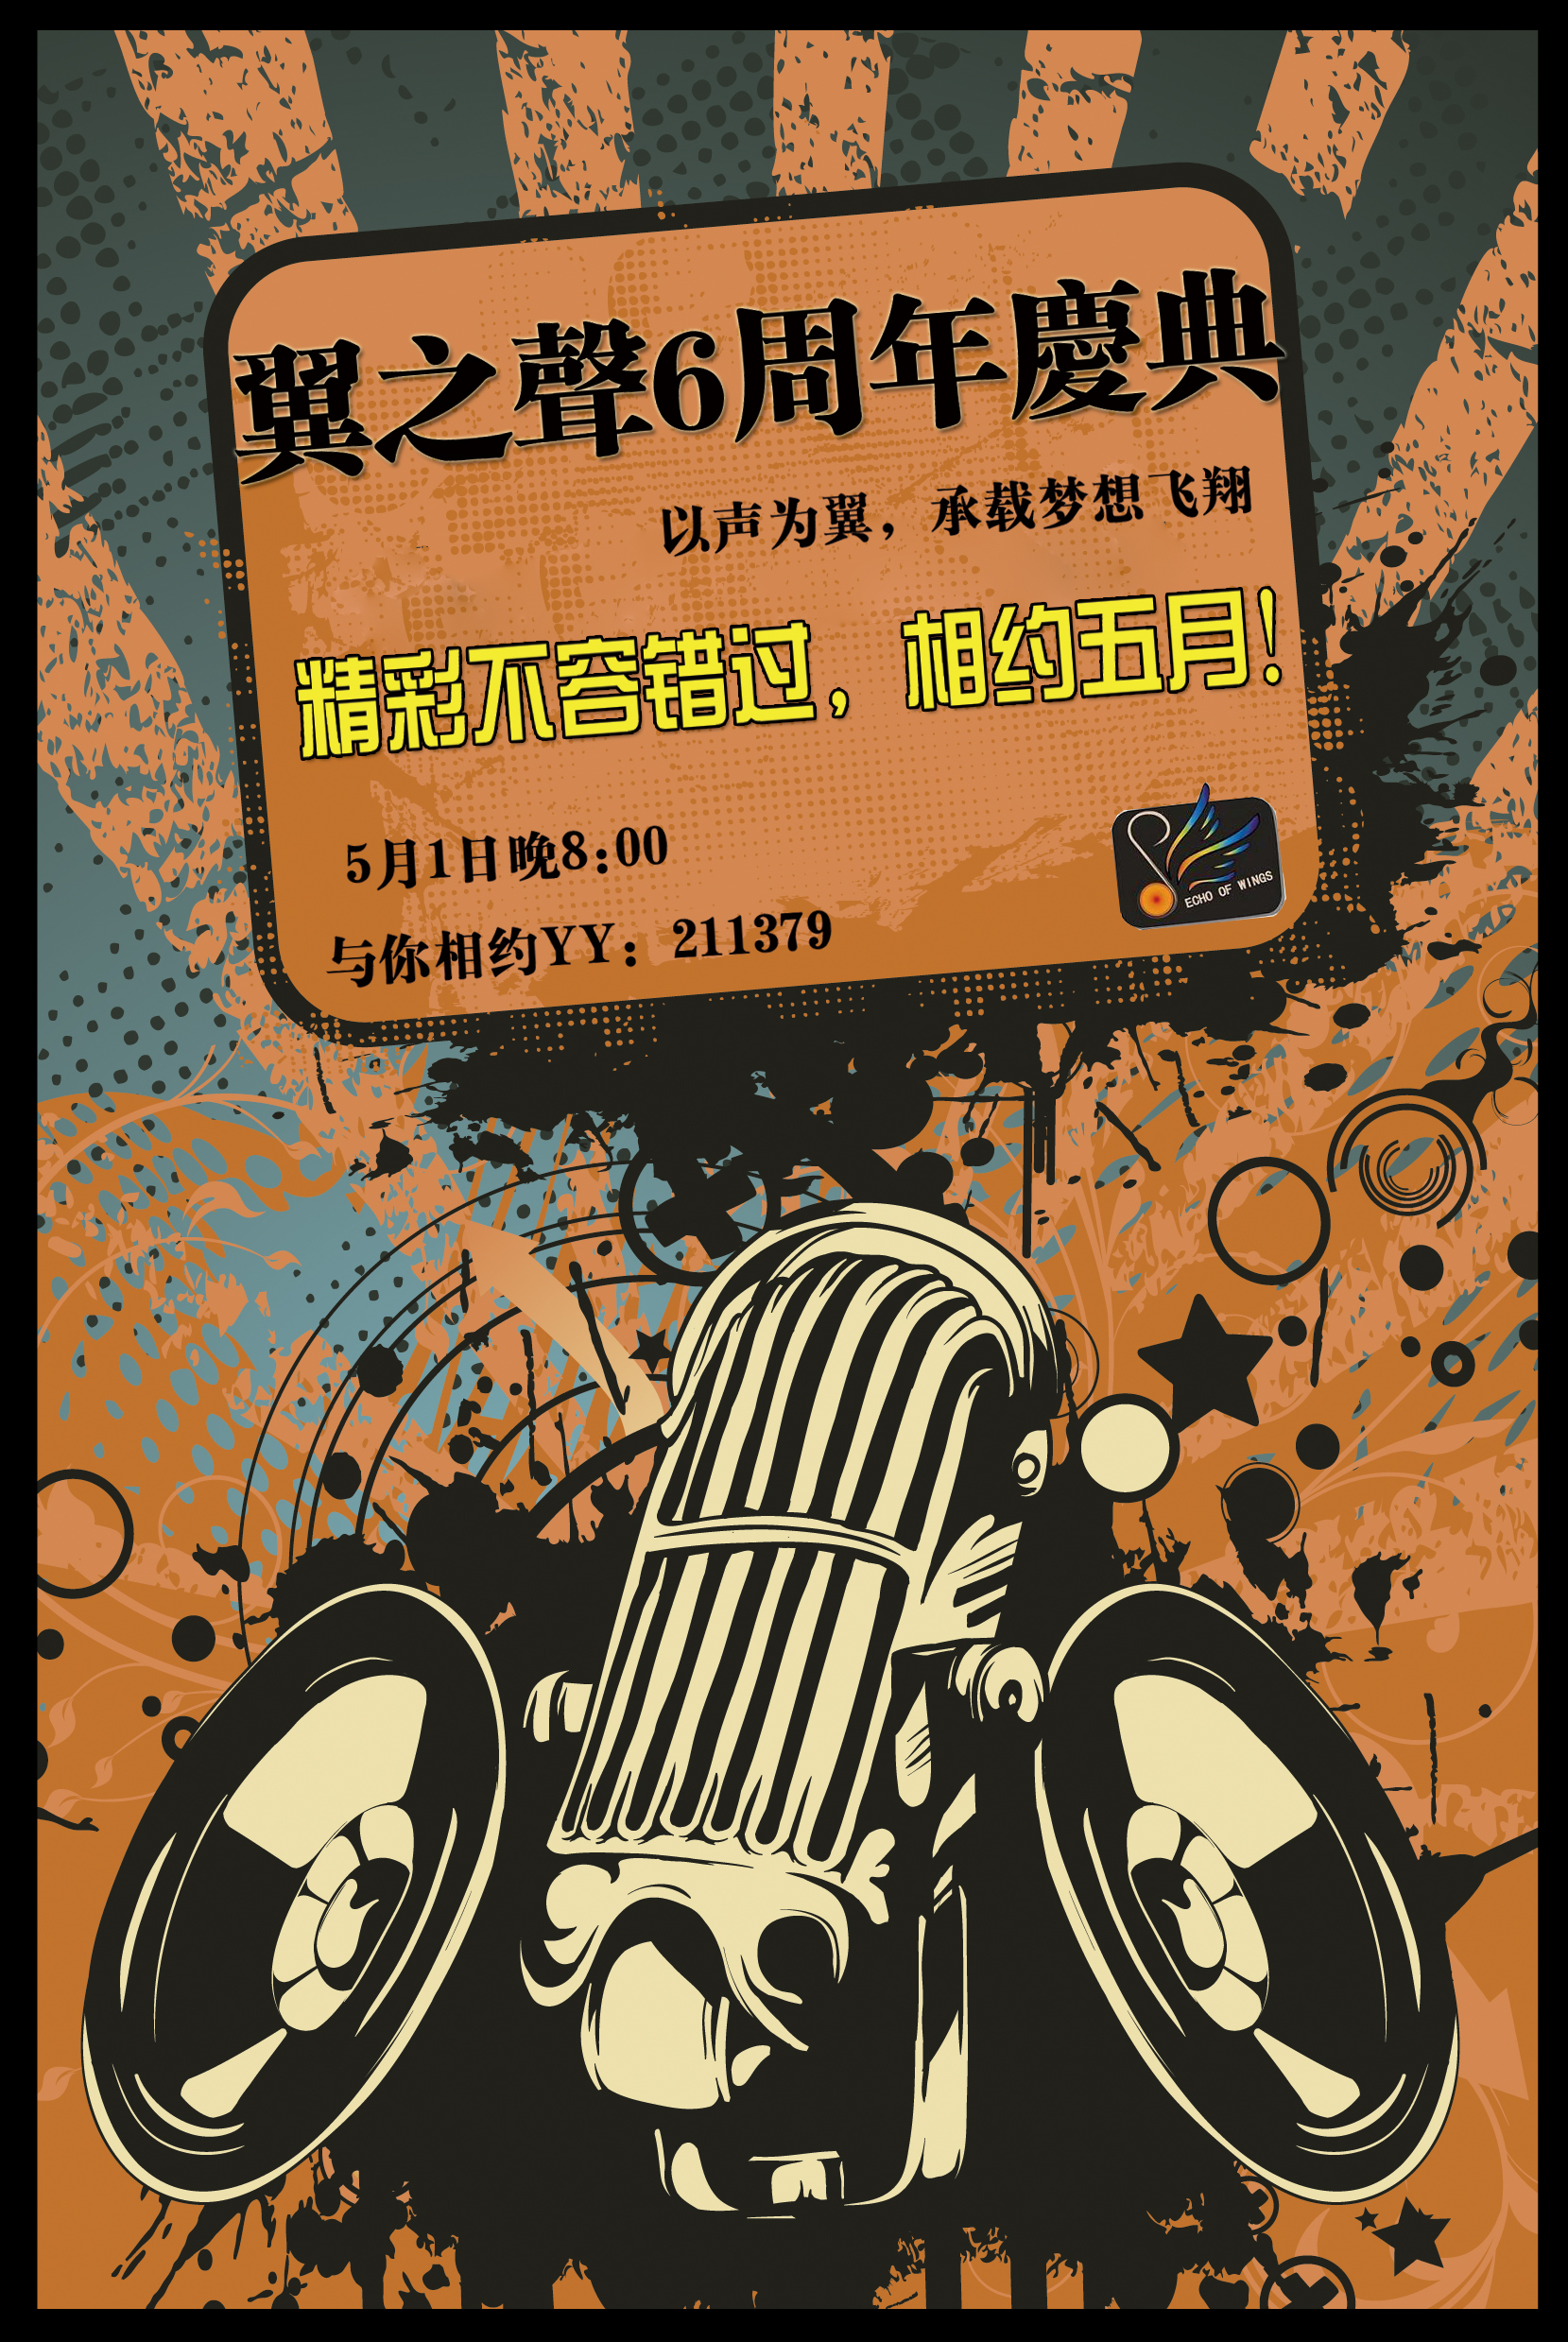 翼之聲6周年慶典
以声为翼，承载梦想飞翔
精彩不容错过，相约五月！
5月1日晚8:00
与你相约YY：211379
ECHO OF WINGS